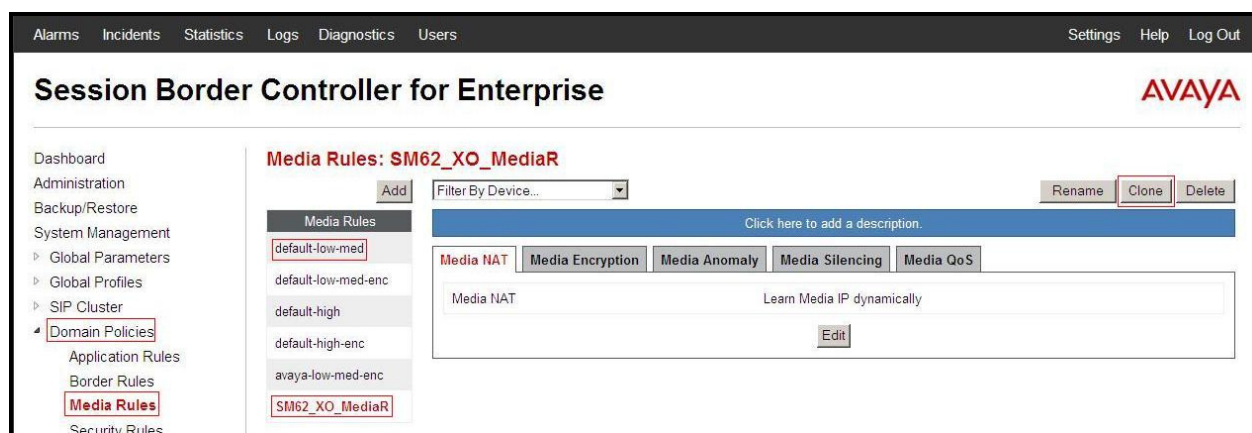 Alarms Incidents Statistics Logs Diagnostics Users Settings Help Log Out
Session Border Controller for Enterprise
AVAYA
Dashboard
Administration
Backup/Restore
System Management
Global Parameters
Global Profiles
SIP Cluster
Domain Policies
Application Rules
Border Rules
Media Rules
Security Rules
Media Rules: SM62_XO_MediaR
Add
Filter By Device...
Rename Clone Delete
Media Rules
default-low-med
default-low-med-enc
default-high
default-high-enc
avaya-low-med-enc
SM62_XO_MediaR
Click here to add a description.
Media NAT Media Encryption Media Anomaly Media Silencing Media QoS
Media NAT Learn Media IP dynamically
Edit